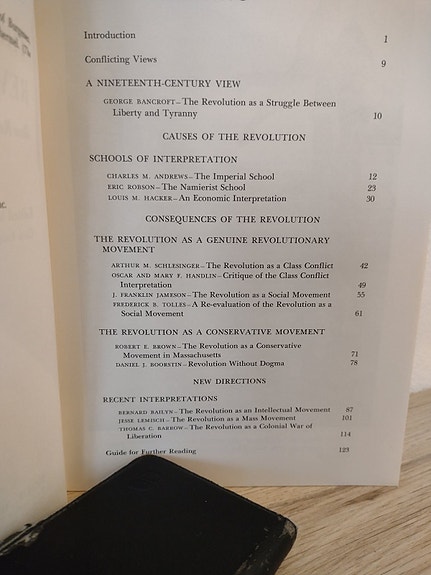 Introduction 1
Conflicting Views 9
A NINETEENTH-CENTURY VIEW
GEORGE BANCROFT–The Revolution as a Struggle Between
Liberty and Tyranny 10
CAUSES OF THE REVOLUTION
SCHOOLS OF INTERPRETATION
CHARLES M. ANDREWS–The Imperial School 12
ERIC ROBSON–The Namierist School 23
LOUIS M. HACKER–An Economic Interpretation 30
CONSEQUENCES OF THE REVOLUTION
THE REVOLUTION AS A GENUINE REVOLUTIONARY
MOVEMENT
ARTHUR M. SCHLESINGER–The Revolution as a Class Conflict 42
OSCAR AND MARY F. HANDLIN–Critique of the Class Conflict
Interpretation 49
J. FRANKLIN JAMESON–The Revolution as a Social Movement 55
FREDERICK B. TOLLES–A Re-evaluation of the Revolution as a
Social Movement 61
THE REVOLUTION AS A CONSERVATIVE MOVEMENT
ROBERT E. BROWN–The Revolution as a Conservative
Movement in Massachusetts 71
DANIEL J. BOORSTIN–Revolution Without Dogma 78
NEW DIRECTIONS
RECENT INTERPRETATIONS
BERNARD BAILYN–The Revolution as an Intellectual Movement 87
JESSE LEMISCH–The Revolution as a Mass Movement 101
THOMAS C. BARROW–The Revolution as a Colonial War of
Liberation 114
Guide for Further Reading 123